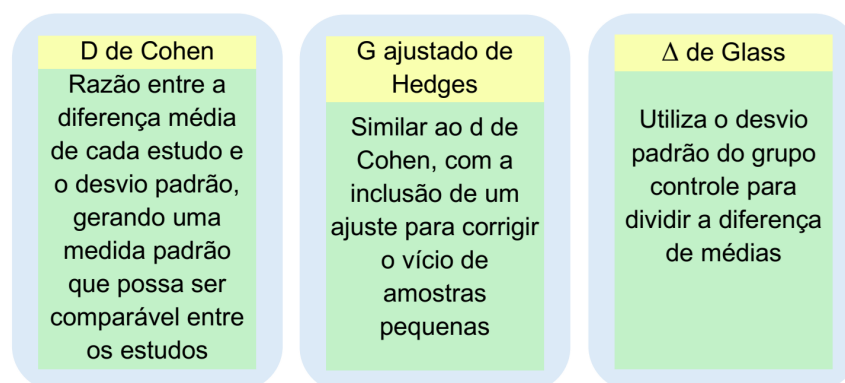 D de Cohen
Razão entre a
diferença média
de cada estudo e
o desvio padrão,
gerando uma
medida padrão
que possa ser
comparável entre
os estudos
G ajustado de
Hedges
Similar ao d de
Cohen, com a
inclusão de um
ajuste para corrigir
o vício de
amostras
pequenas
Δ de Glass
Utiliza o desvio
padrão do grupo
controle para
dividir a diferença
de médias